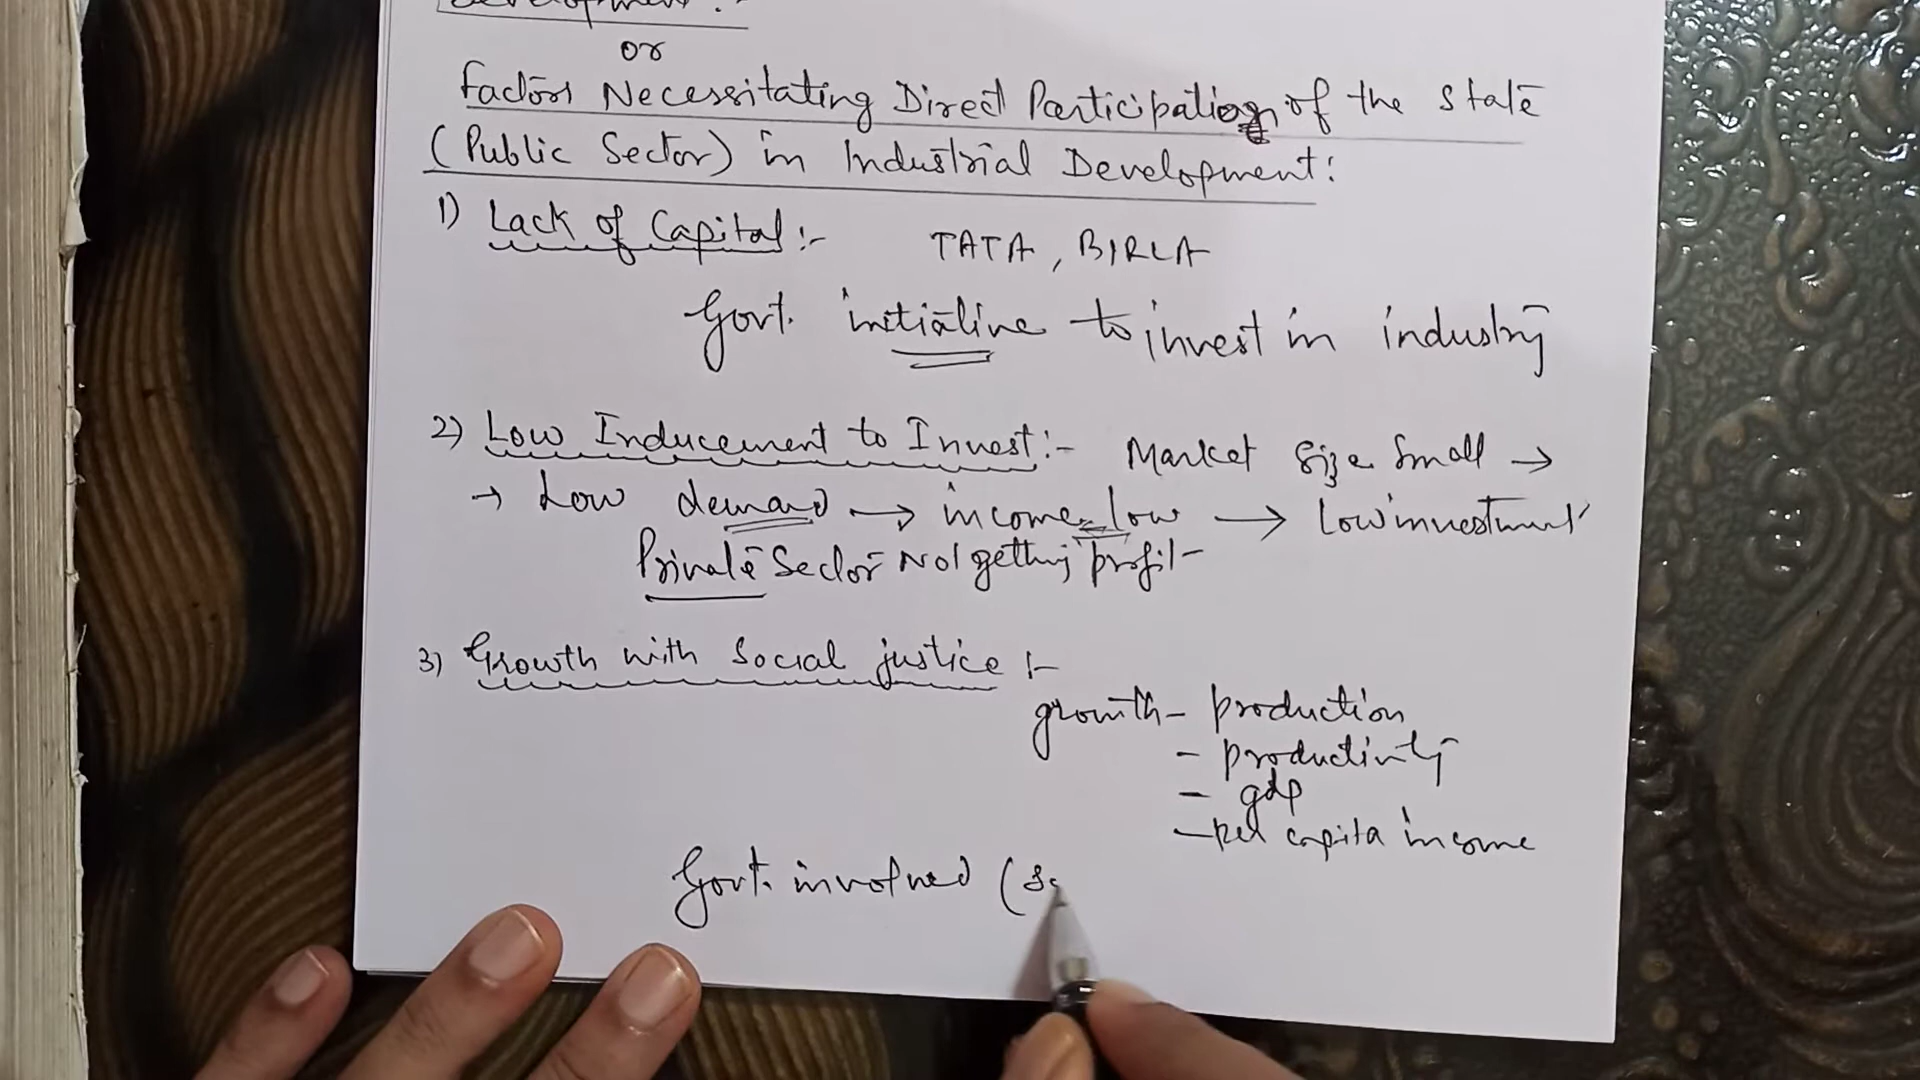 Development :-
or
Factors Necessitating Direct Participation of the State
(Public Sector) in Industrial Development:
1) Lack of Capital :- TATA, BIRLA
Govt. initiative to invest in industry
2) Low Inducement to Invest :- Market Size Small →
→ Low demand → income low → Low investment
Private Sector Not getting profit
3) Growth with Social justice :-
growth - production
- productivity
- gdp
- per capita income
Govt. involved (so